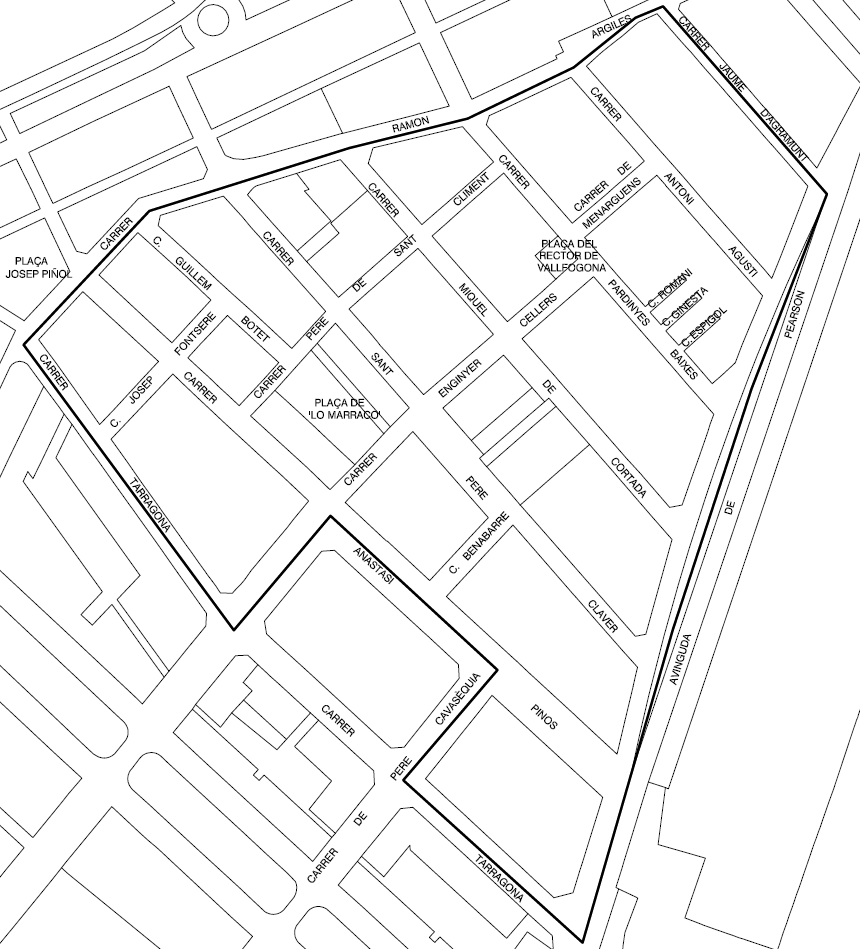 ARGILES
CARRER
JAUME
D'AGRAMUNT
RAMON
CARRER
CARRER
CARRER DE
MENARGUENS
ANTONI
AGUSTI
CARRER
CLIMENT
CARRER
SANT
DE
CARRER
CARRER
C. GUILLEM
BOTET
PLAÇA
JOSEP PIÑOL
PLAÇA DEL
RECTOR DE
VALLFOGONA
C. ROMANI
C. GINESTA
C. ESPIGOL
PARDINYES
BAIXES
PEARSON
MIQUEL
CELLERS
FONTSERE
PERE
SANT
ENGINYER
DE
CARRER
C. JOSEP
CARRER
CARRER
PLAÇA DE
'LO MARRACO'
CARRER
CORTADA
PERE
TARRAGONA
DE
C. BENABARRE
ANASTASI
CLAVER
AVINGUDA
CAVASÉQUIA
PINOS
CARRER
PERE
DE
CARRER
TARRAGONA